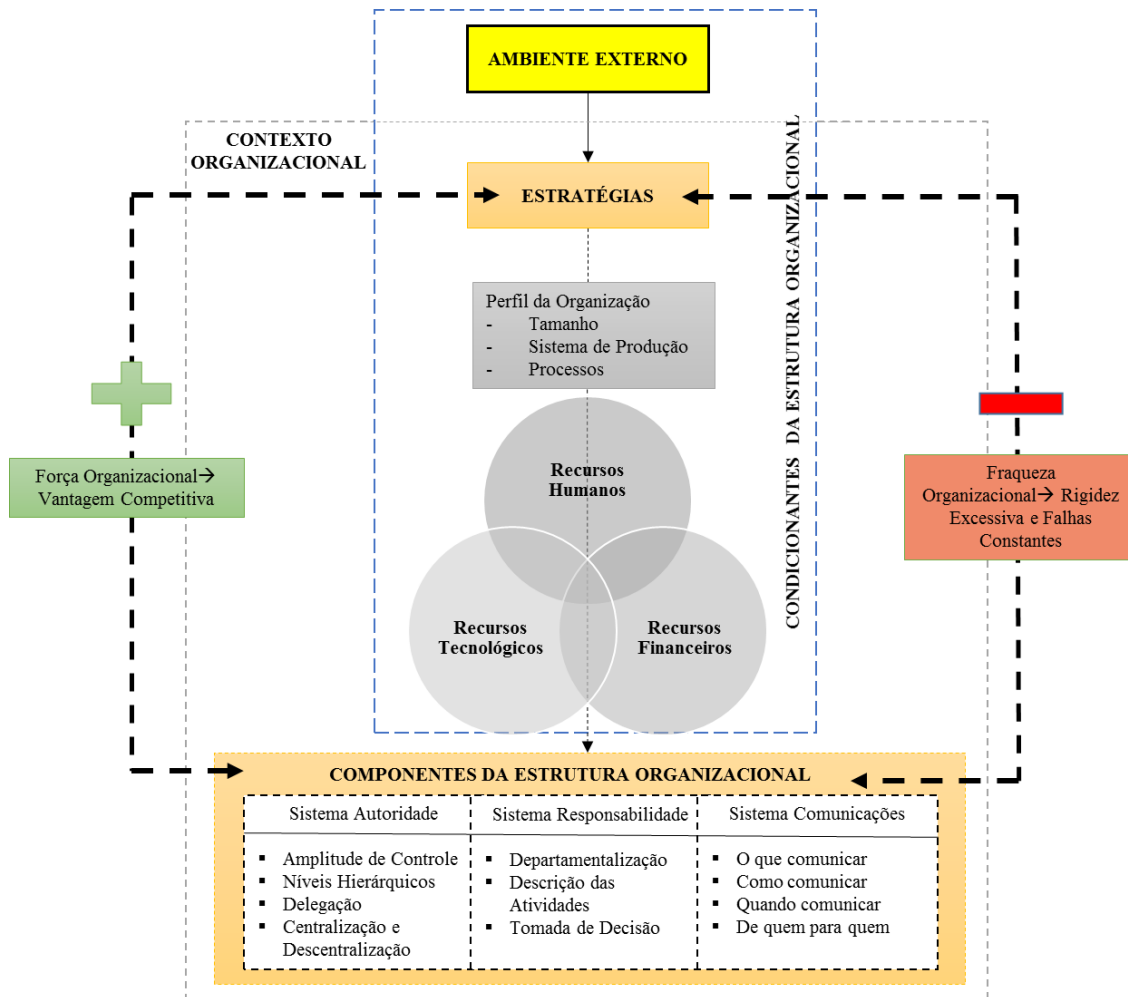 AMBIENTE EXTERNO
CONTEXTO
ORGANIZACIONAL
ESTRATÉGIAS
CONDICIONANTES DA ESTRUTURA ORGANIZACIONAL
Perfil da Organização
- Tamanho
- Sistema de Produção
- Processos
Força Organizacional→
Vantagem Competitiva
Recursos
Humanos
Fraqueza
Organizacional→ Rigidez
Excessiva e Falhas
Constantes
Recursos
Tecnológicos
Recursos
Financeiros
COMPONENTES DA ESTRUTURA ORGANIZACIONAL
Sistema Autoridade
▪ Amplitude de Controle
▪ Níveis Hierárquicos
▪ Delegação
▪ Centralização e
Descentralização
Sistema Responsabilidade
▪ Departamentalização
▪ Descrição das
Atividades
▪ Tomada de Decisão
Sistema Comunicações
▪ O que comunicar
▪ Como comunicar
▪ Quando comunicar
▪ De quem para quem